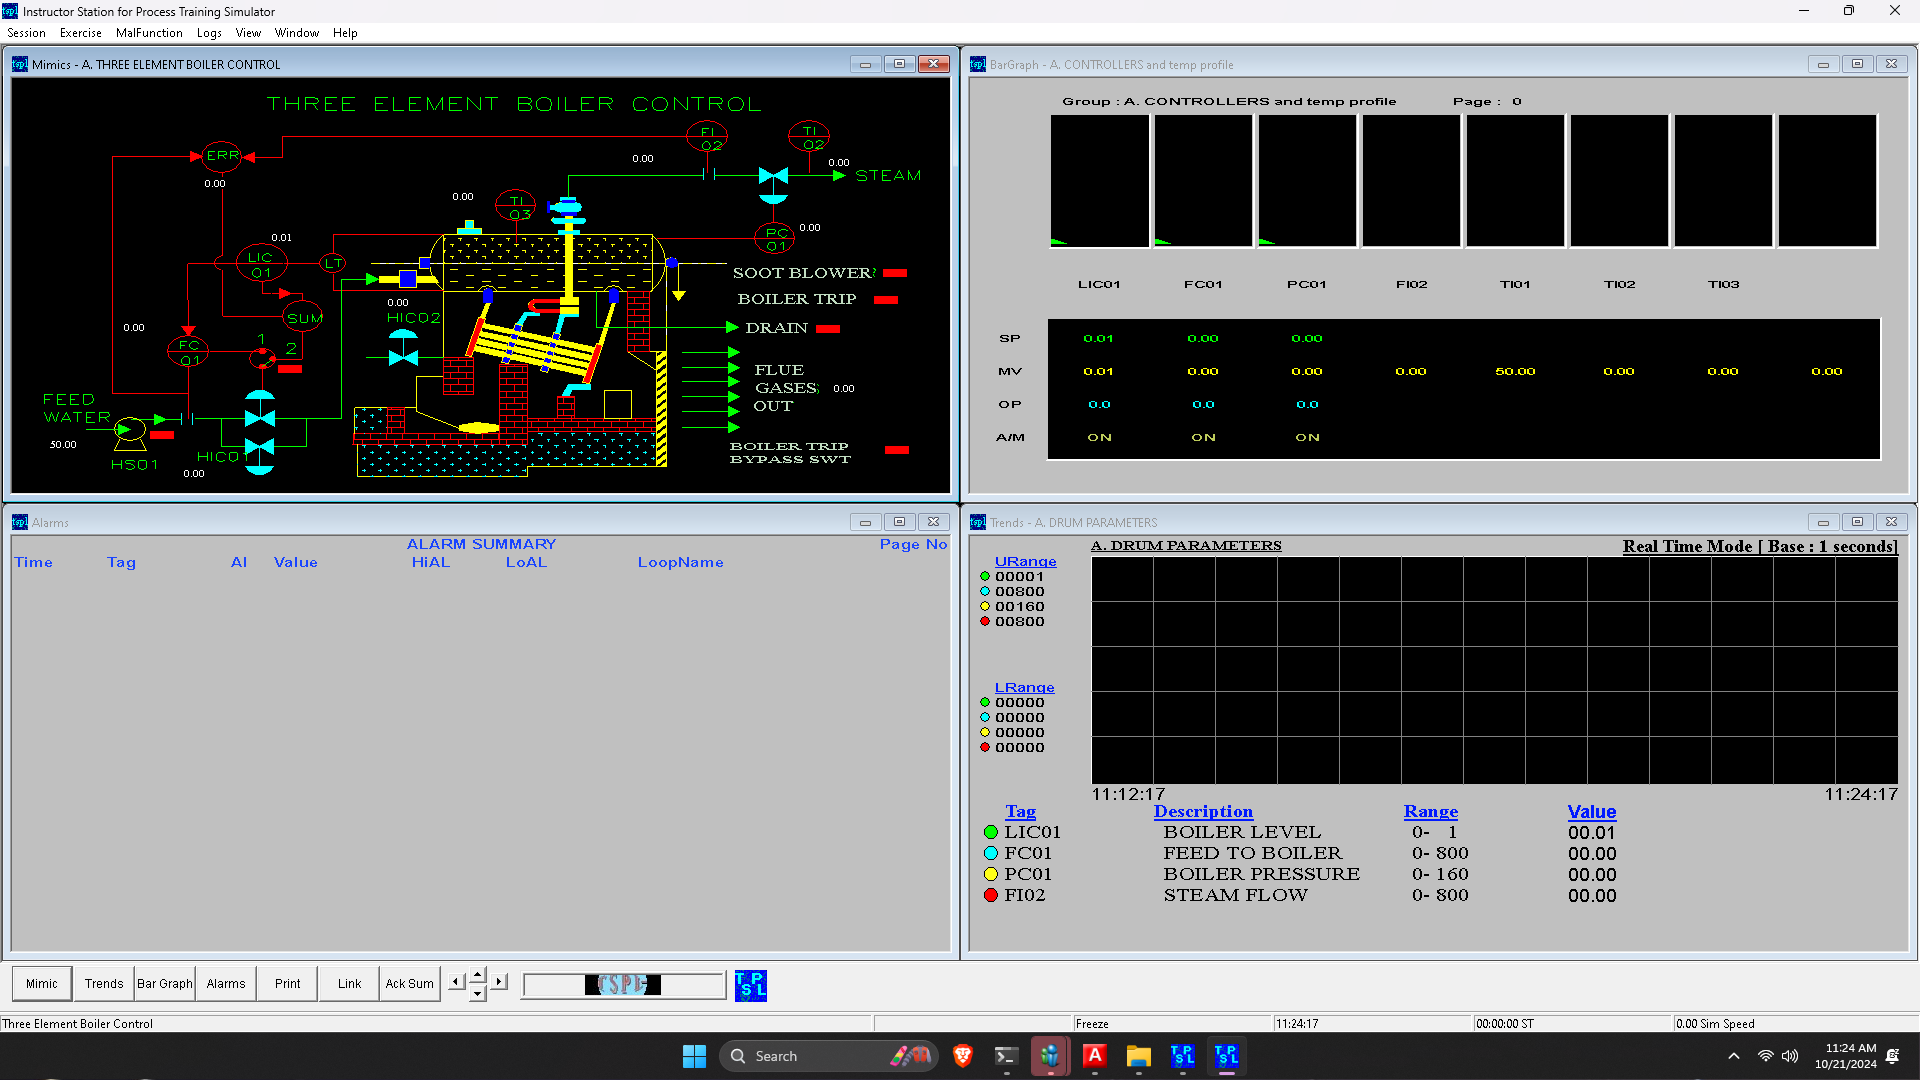 Instructor Station for Process Training Simulator
Session Exercise MalFunction Logs View Window Help
Mimics - A. THREE ELEMENT BOILER CONTROL
THREE ELEMENT BOILER CONTROL
FI 02
TI 02
ERR
0.00
0.00
0.00
STEAM
0.00
TI 03
PC 01
0.00
0.01
LIC 01
LT
SOOT BLOWER
0.00
HIC02
BOILER TRIP
SUM
0.00
DRAIN
FC 01
1
2
FLUE
GASES
OUT
0.00
FEED
WATER
50.00
HS01
HIC01
0.00
BOILER TRIP
BYPASS SWT
BarGraph - A. CONTROLLERS and temp profile
Group : A. CONTROLLERS and temp profile Page : 0
LIC01 FC01 PC01 FI02 TI01 TI02 TI03
SP 0.01 0.00 0.00
MV 0.01 0.00 0.00 0.00 50.00 0.00 0.00 0.00
OP 0.0 0.0 0.0
A/M ON ON ON
Alarms
ALARM SUMMARY Page No
Time Tag Al Value HiAL LoAL LoopName
Trends - A. DRUM PARAMETERS
A. DRUM PARAMETERS Real Time Mode [ Base : 1 seconds]
URange
00001
00800
00160
00800
LRange
00000
00000
00000
00000
11:12:17 11:24:17
Tag Description Range Value
LIC01 BOILER LEVEL 0- 1 00.01
FC01 FEED TO BOILER 0- 800 00.00
PC01 BOILER PRESSURE 0- 160 00.00
FI02 STEAM FLOW 0- 800 00.00
Mimic Trends Bar Graph Alarms Print Link Ack Sum TSPL TPSL
Three Element Boiler Control Freeze 11:24:17 00:00:00 ST 0.00 Sim Speed
Search
11:24 AM
10/21/2024